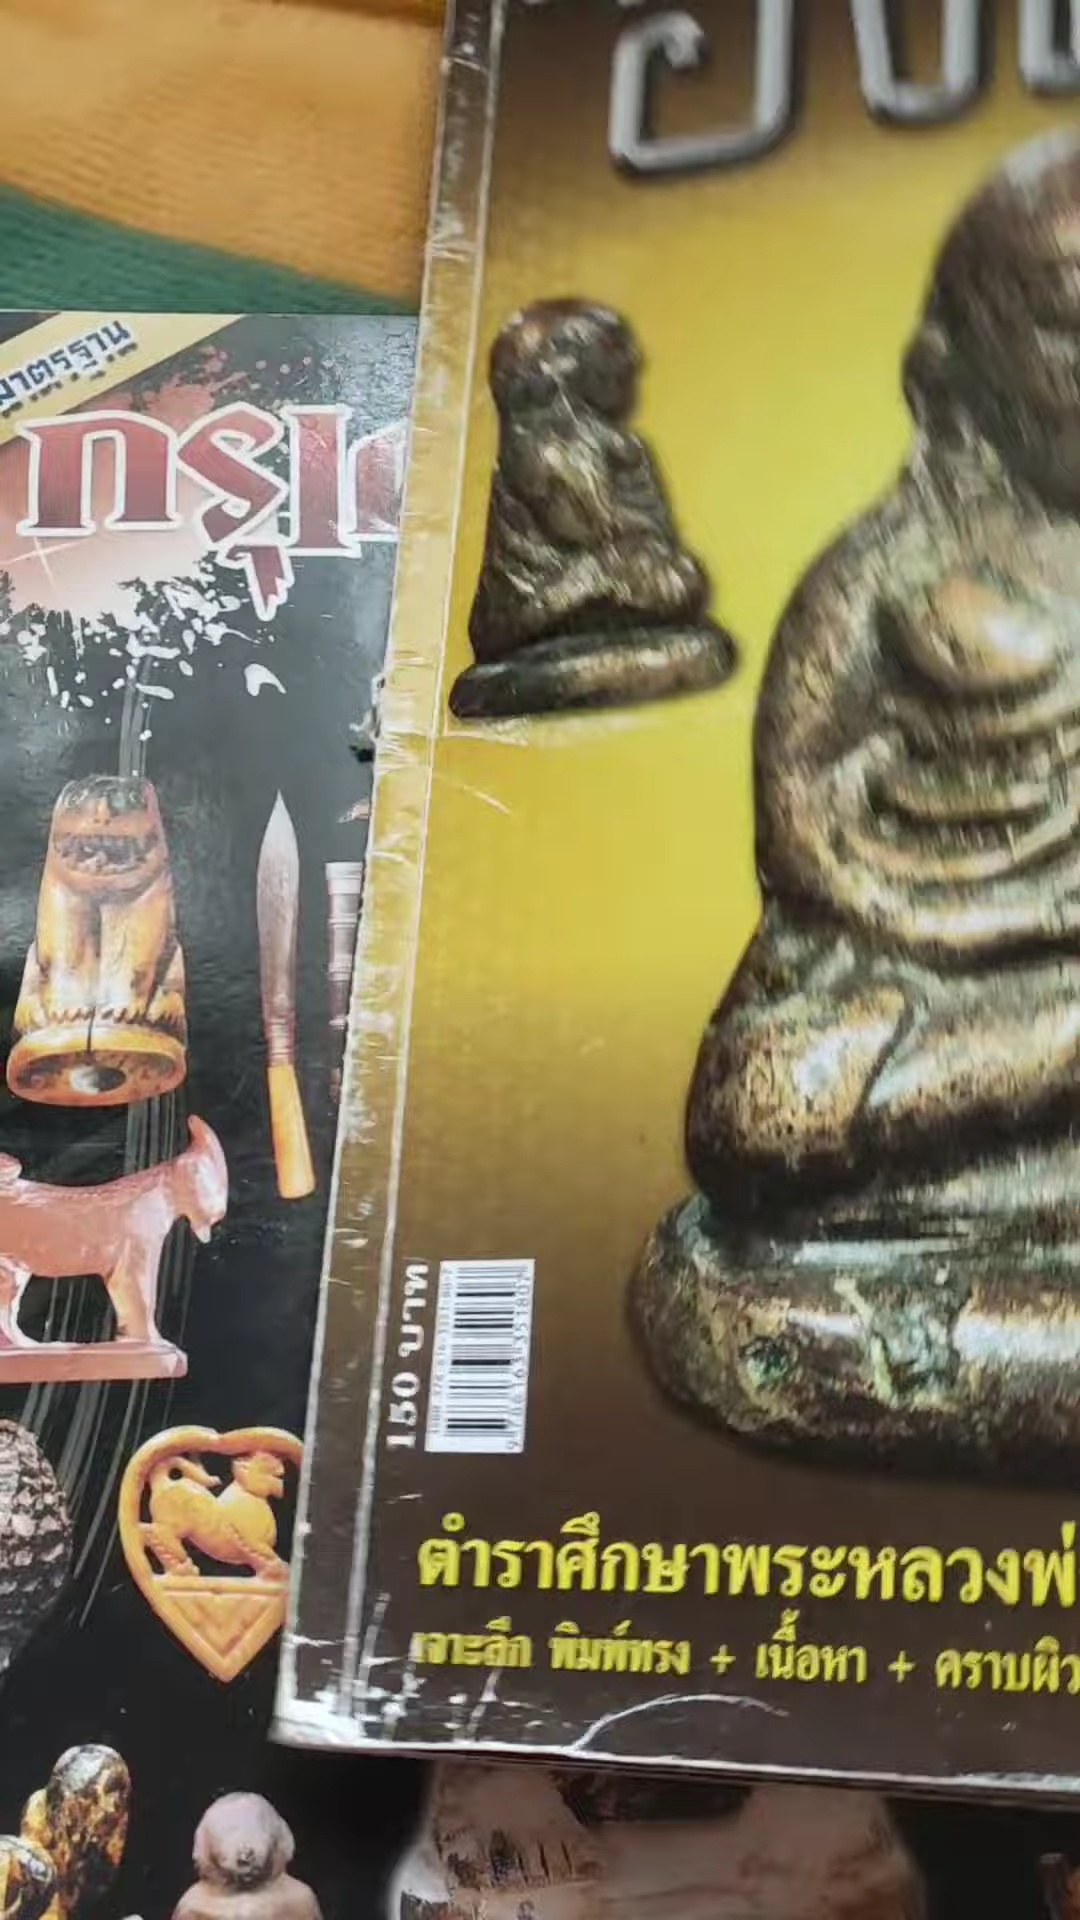 มาตรฐาน
กรุ
150 บาท
ตำราศึกษาพระหลวงพ่
เจาะลึก พิมพ์ทรง + เนื้อหา + คราบผิว